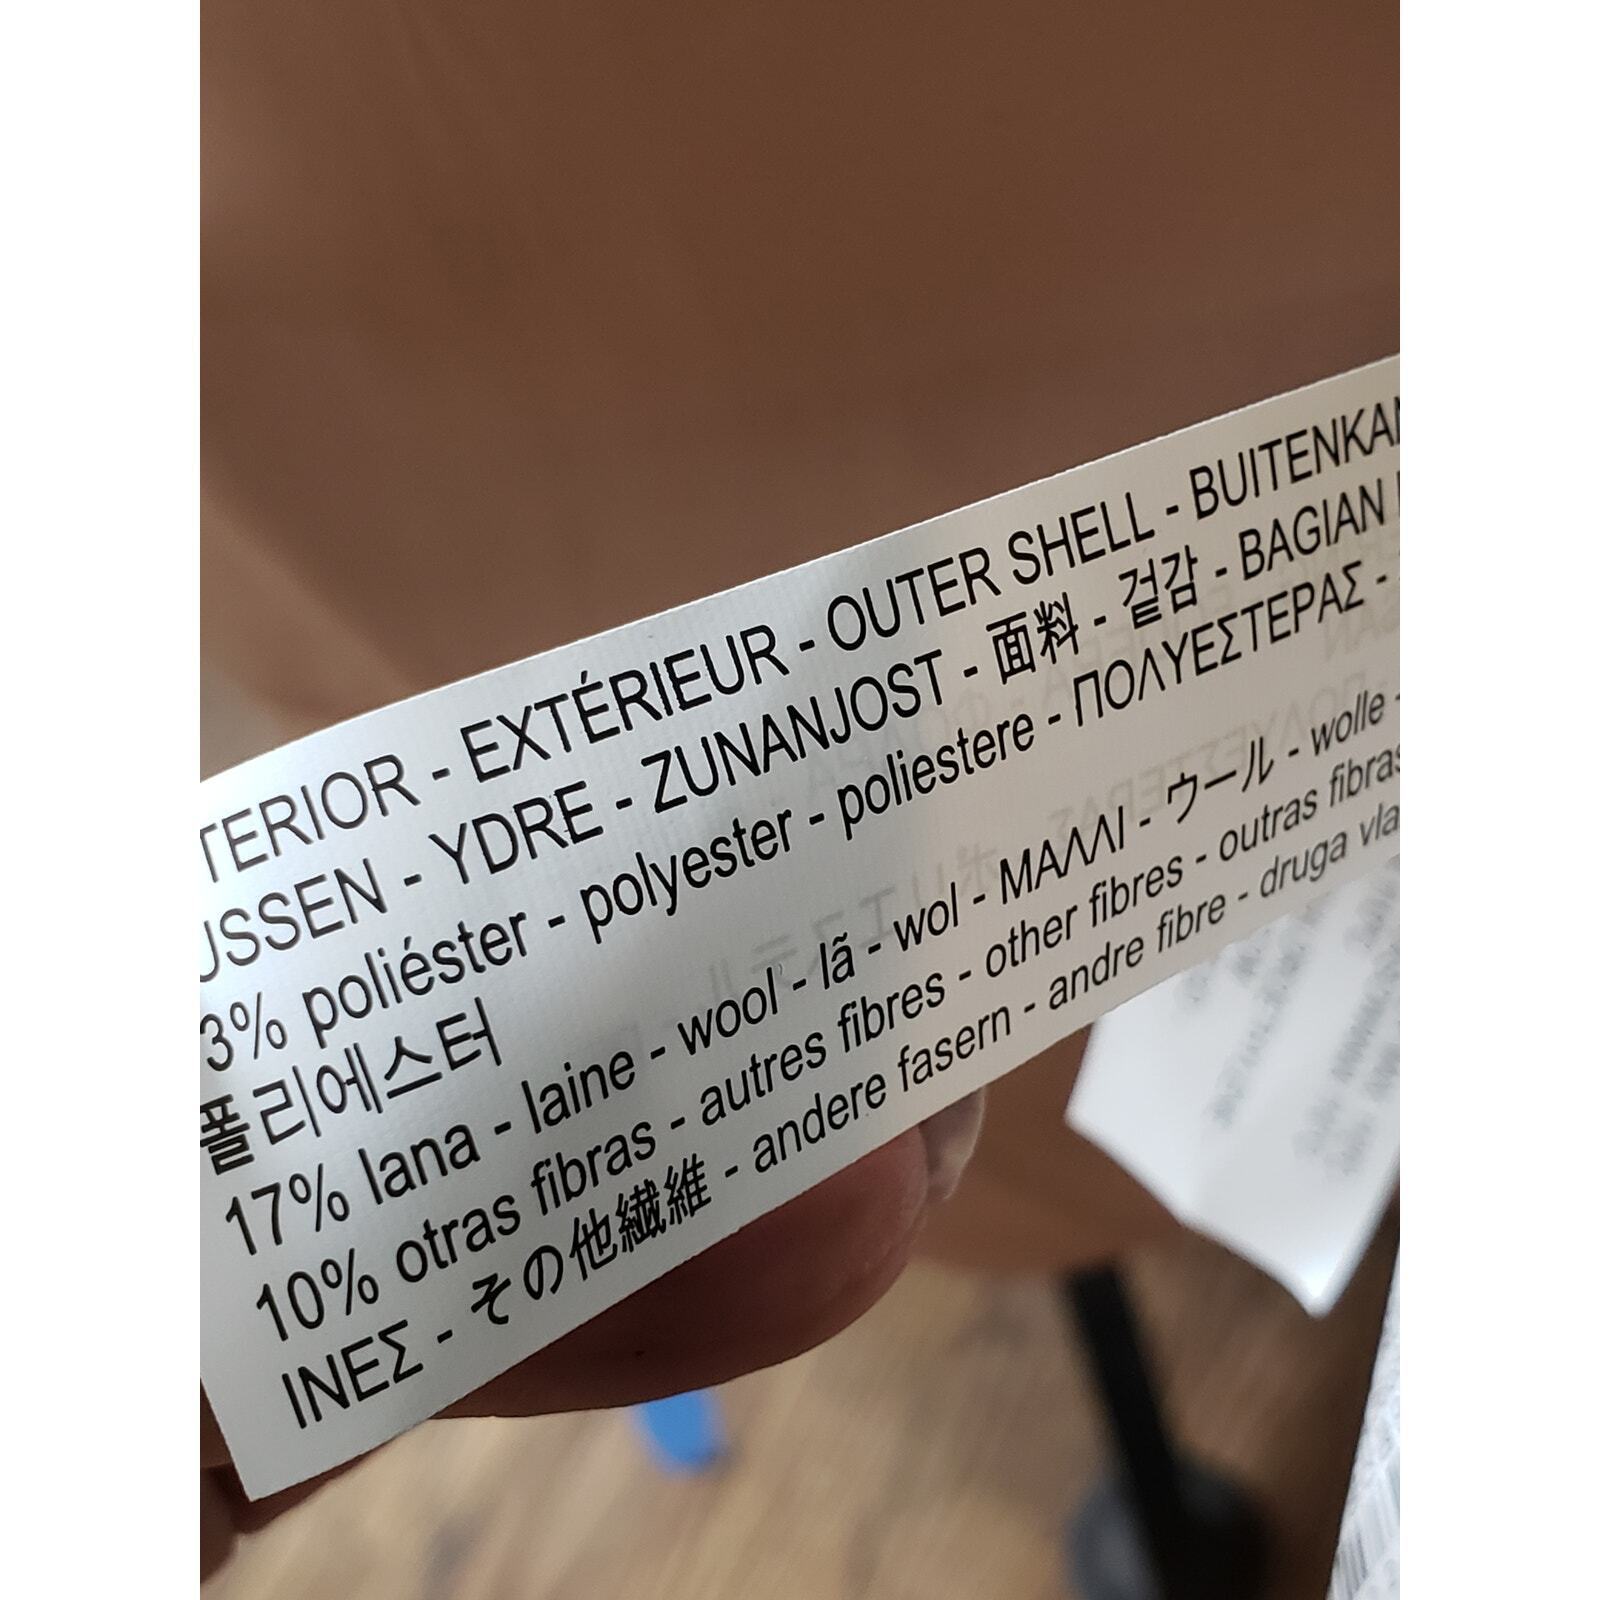 TERIOR - EXTÉRIEUR - OUTER SHELL - BUITENKAN
USSEN - YDRE - ZUNANJOST - 面料 - 겉감 - BAGIAN
3% poliéster - polyester - poliestere - ΠΟΛΥΕΣΤΕΡΑΣ -
폴리에스터
17% lana - laine - wool - lã - wol - ΜΑΛΛΙ - ウール - wolle -
10% otras fibras - autres fibres - other fibres - outras fibras
ΙΝΕΣ - その他繊維 - andere fasern - andre fibre - druga vla